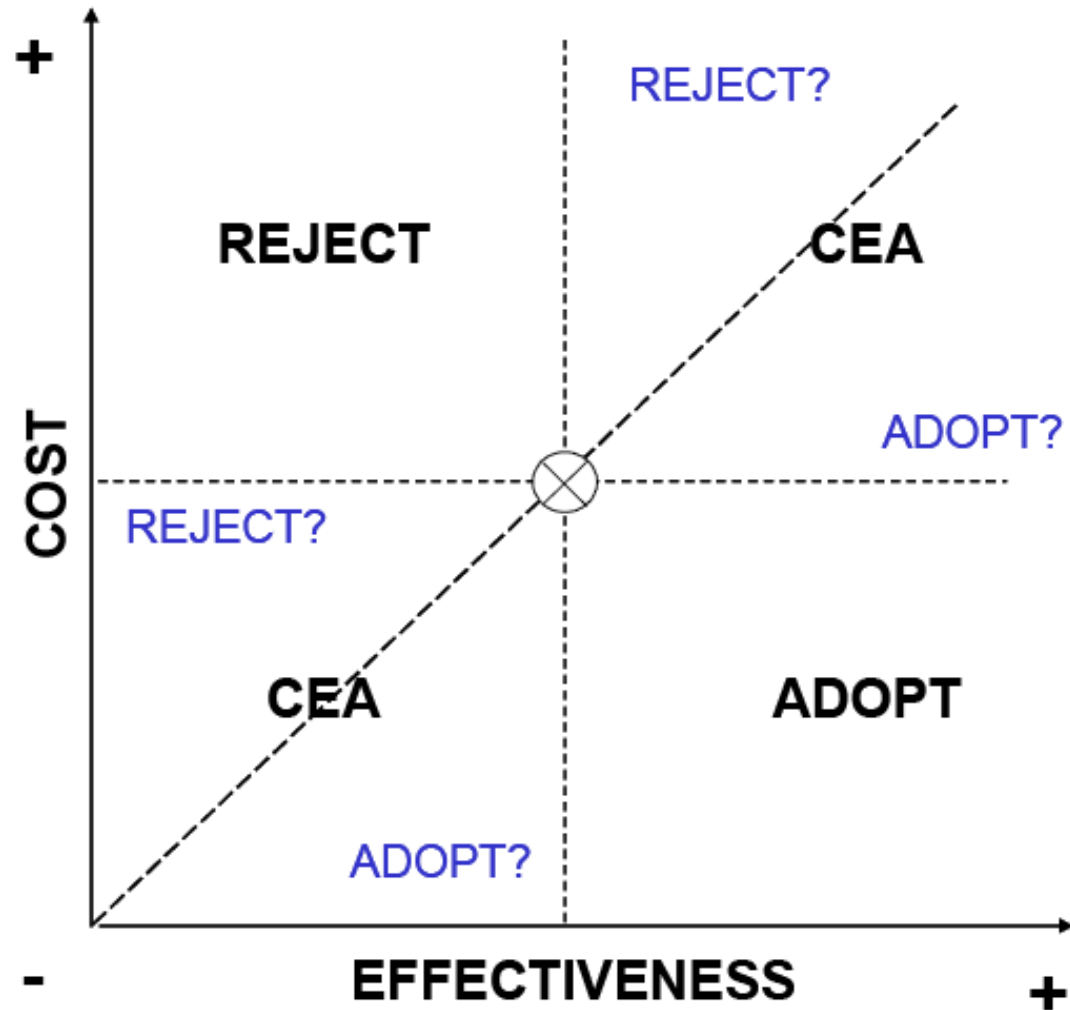 +
REJECT?
REJECT
CEA
COST
ADOPT?
REJECT?
CEA
ADOPT
ADOPT?
-
EFFECTIVENESS
+